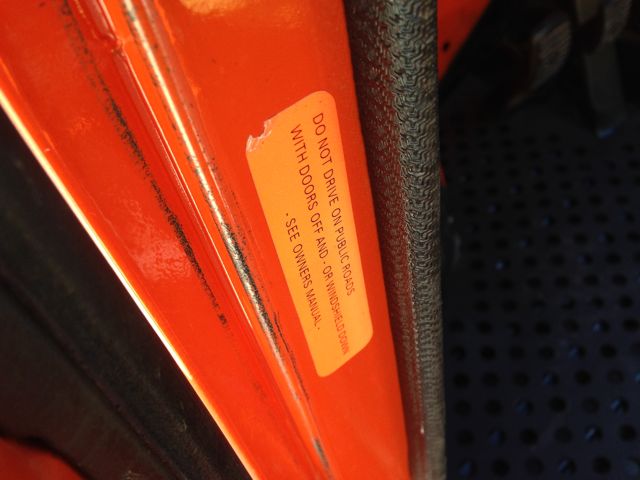 DO NOT DRIVE ON PUBLIC ROADS
WITH DOORS OFF AND - OR WINDSHIELD DOWN
- SEE OWNERS MANUAL -